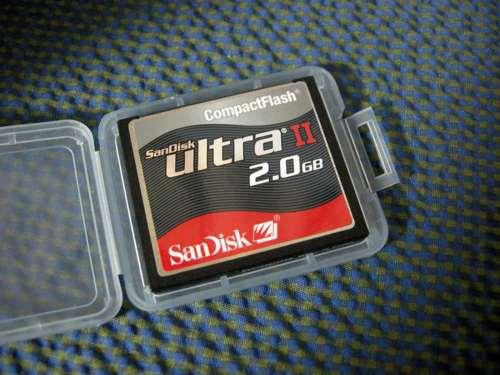 CompactFlash®
SanDisk
ultra® II
2.0GB
SanDisk